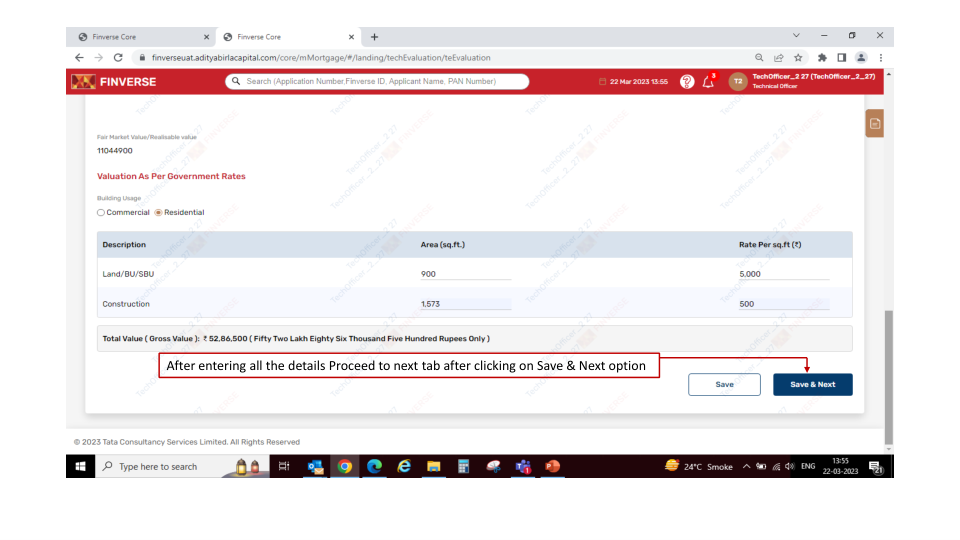 Finverse Core
Finverse Core
finverseuat.adityabirlacapital.com/core/mMortgage/#/landing/techEvaluation/teEvaluation
FINVERSE
Search (Application Number,Finverse ID, Applicant Name, PAN Number)
22 Mar 2023 13:55
3
T2
TechOfficer_2 27 (TechOfficer_2_27)
Technical Officer
Fair Market Value/Realisable value
11044900
Valuation As Per Government Rates
Building Usage
Commercial Residential
Description Area (sq.ft.) Rate Per sq.ft (₹)
Land/BU/SBU 900 5,000
Construction 1,573 500
Total Value ( Gross Value ): ₹ 52,86,500 ( Fifty Two Lakh Eighty Six Thousand Five Hundred Rupees Only )
After entering all the details Proceed to next tab after clicking on Save & Next option
Save Save & Next
© 2023 Tata Consultancy Services Limited. All Rights Reserved
Type here to search
24°C Smoke
ENG
13:55
22-03-2023
21